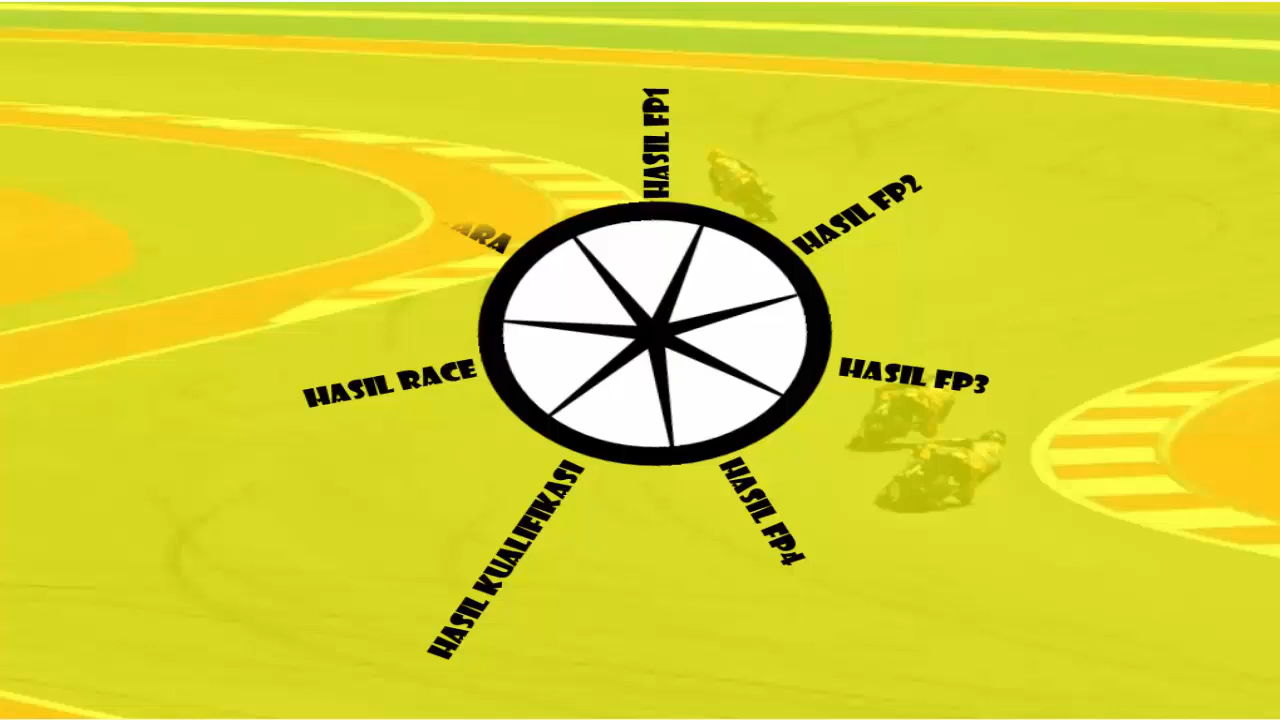 HASIL FP1
HASIL FP2
HASIL FP3
HASIL FP4
HASIL KUALIFIKASI
HASIL RACE